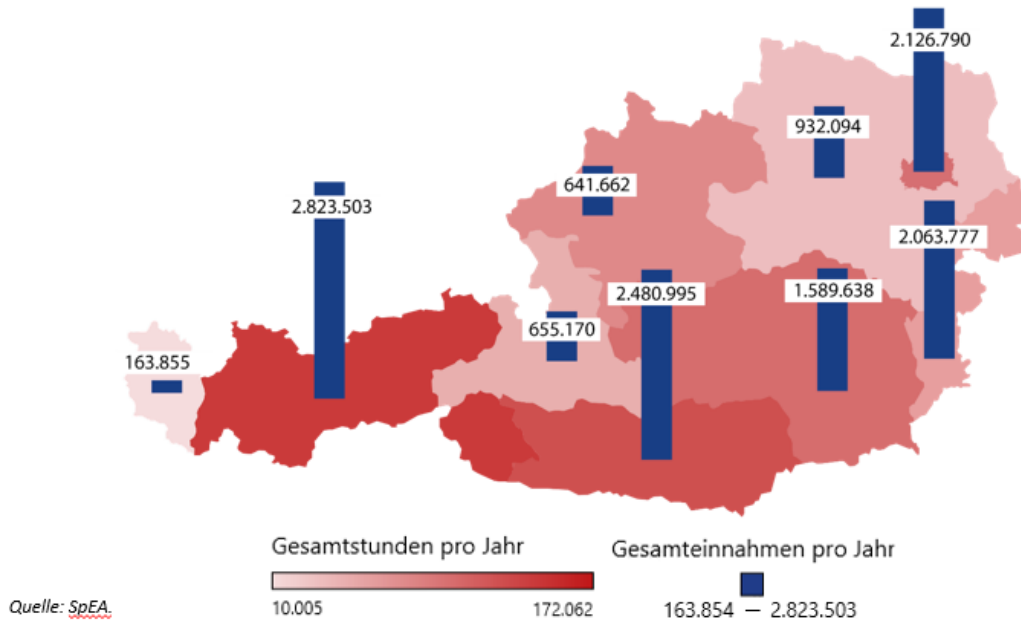 2.126.790
932.094
641.662
2.823.503
2.063.777
2.480.995
1.589.638
655.170
163.855
Gesamtstunden pro Jahr
10.005 172.062
Gesamteinnahmen pro Jahr
163.854 – 2.823.503
Quelle: SpEA.